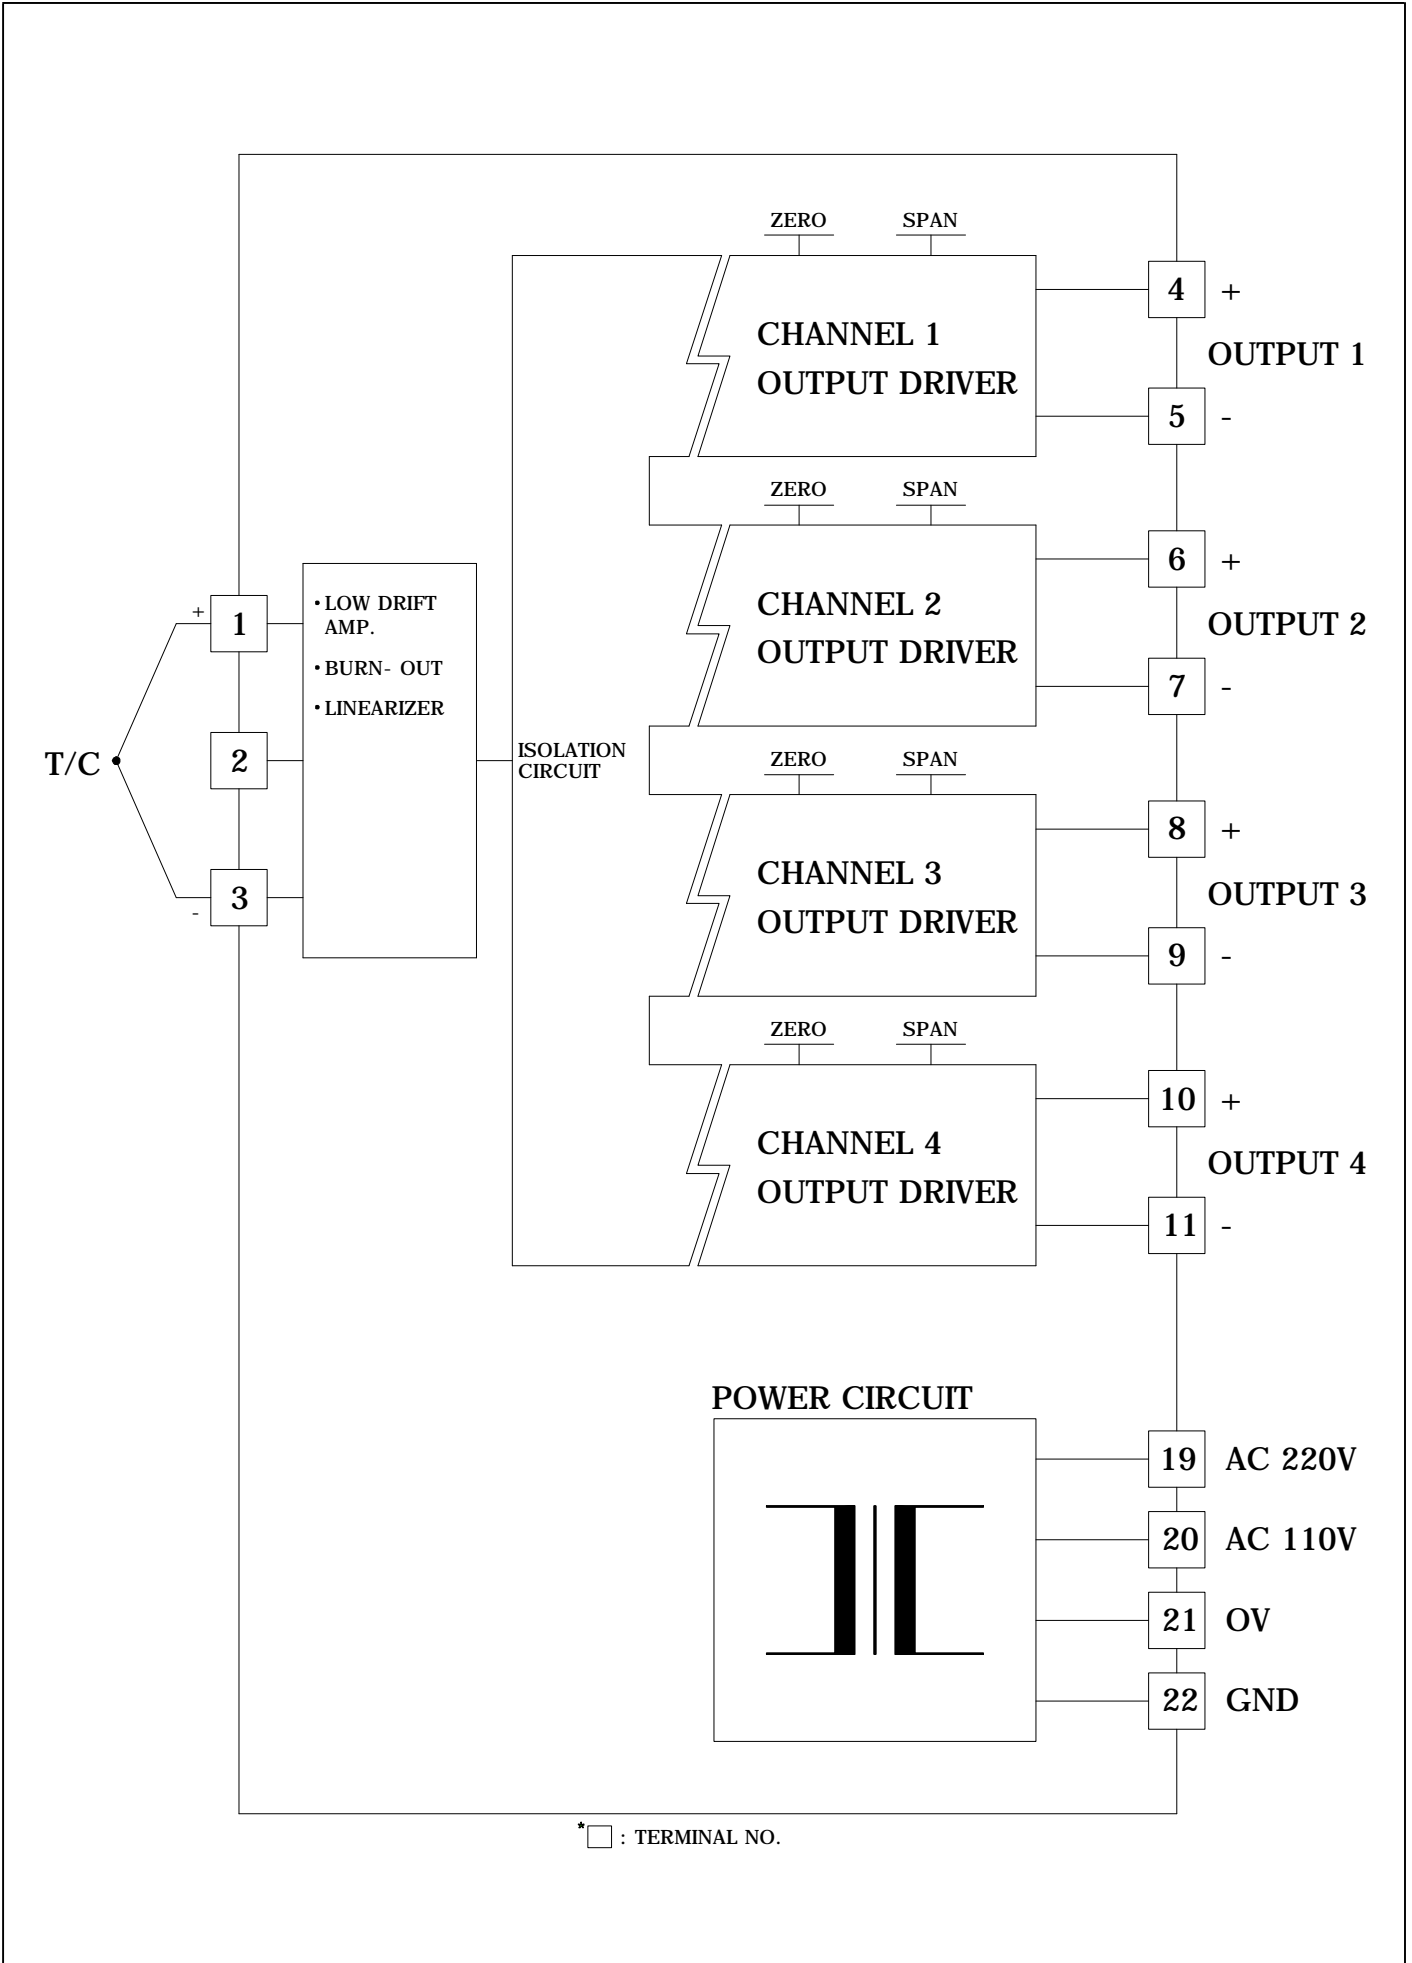 ZERO SPAN
4 +
CHANNEL 1
OUTPUT DRIVER
OUTPUT 1
5 -
ZERO SPAN
6 +
CHANNEL 2
OUTPUT DRIVER
OUTPUT 2
7 -
+ 1
• LOW DRIFT
AMP.
• BURN- OUT
• LINEARIZER
T/C
2
- 3
ISOLATION
CIRCUIT
ZERO SPAN
8 +
CHANNEL 3
OUTPUT DRIVER
OUTPUT 3
9 -
ZERO SPAN
10 +
CHANNEL 4
OUTPUT DRIVER
OUTPUT 4
11 -
POWER CIRCUIT
19 AC 220V
20 AC 110V
21 OV
22 GND
*□ : TERMINAL NO.